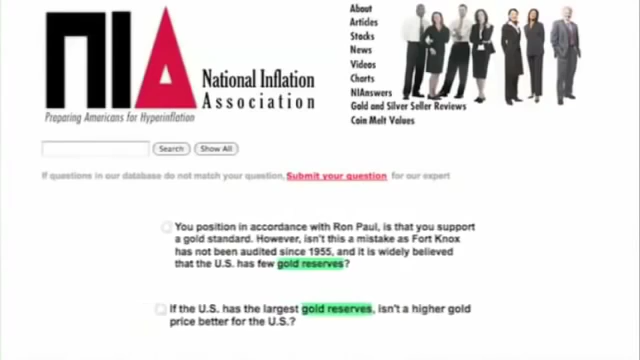 NIA
National Inflation
Association
Preparing Americans for Hyperinflation
About
Articles
Stocks
News
Videos
Charts
NIAnswers
Gold and Silver Seller Reviews
Coin Melt Values
Search
Show All
If questions in our database do not match your question, Submit your question for our expert
You position in accordance with Ron Paul, is that you support
a gold standard. However, isn't this a mistake as Fort Knox
has not been audited since 1955, and it is widely believed
that the U.S. has few gold reserves?
If the U.S. has the largest gold reserves, isn't a higher gold
price better for the U.S.?